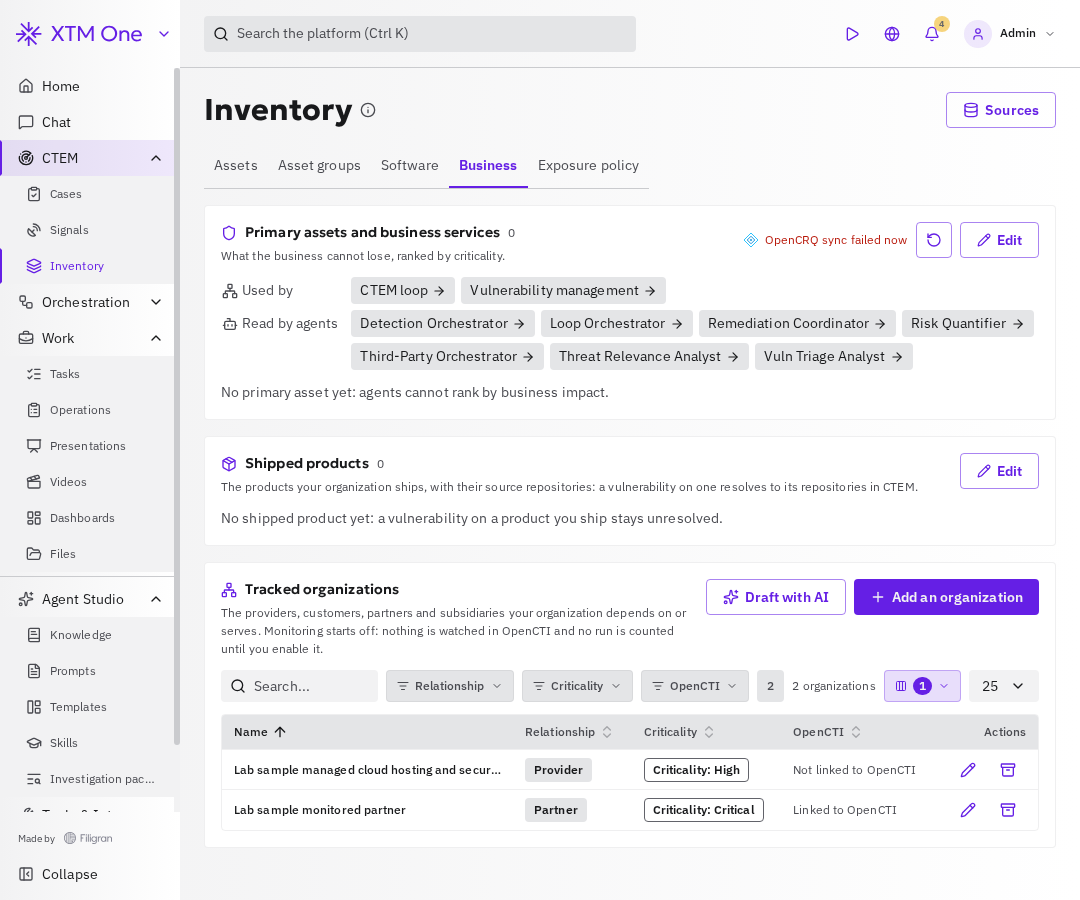 XTM One
Search the platform (Ctrl K)
4
Admin
Home
Chat
CTEM
Cases
Signals
Inventory
Orchestration
Work
Tasks
Operations
Presentations
Videos
Dashboards
Files
Agent Studio
Knowledge
Prompts
Templates
Skills
Investigation pac...
Made by Filigran
Collapse
Inventory
Sources
Assets Asset groups Software Business Exposure policy
Primary assets and business services 0
OpenCRQ sync failed now
Edit
What the business cannot lose, ranked by criticality.
Used by CTEM loop Vulnerability management
Read by agents Detection Orchestrator Loop Orchestrator Remediation Coordinator Risk Quantifier
Third-Party Orchestrator Threat Relevance Analyst Vuln Triage Analyst
No primary asset yet: agents cannot rank by business impact.
Shipped products 0
Edit
The products your organization ships, with their source repositories: a vulnerability on one resolves to its repositories in CTEM.
No shipped product yet: a vulnerability on a product you ship stays unresolved.
Tracked organizations
Draft with AI
Add an organization
The providers, customers, partners and subsidiaries your organization depends on or
serves. Monitoring starts off: nothing is watched in OpenCTI and no run is counted
until you enable it.
Search... Relationship Criticality OpenCTI 2 2 organizations 1 25
Name Relationship Criticality OpenCTI Actions
Lab sample managed cloud hosting and secur... Provider Criticality: High Not linked to OpenCTI
Lab sample monitored partner Partner Criticality: Critical Linked to OpenCTI